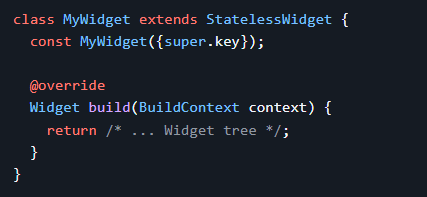 class MyWidget extends StatelessWidget {
  const MyWidget({super.key});

  @override
  Widget build(BuildContext context) {
    return /* ... Widget tree */;
  }
}